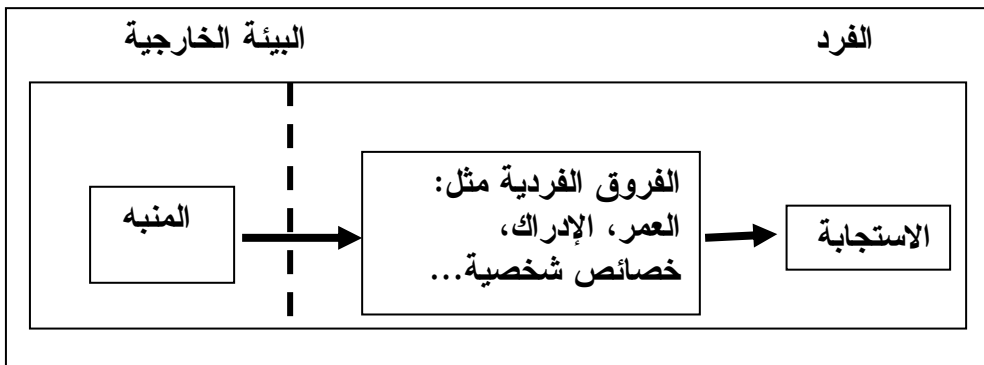 الفرد
البيئة الخارجية
المنبه
الفروق الفردية مثل:
العمر، الإدراك،
خصائص شخصية...
الاستجابة